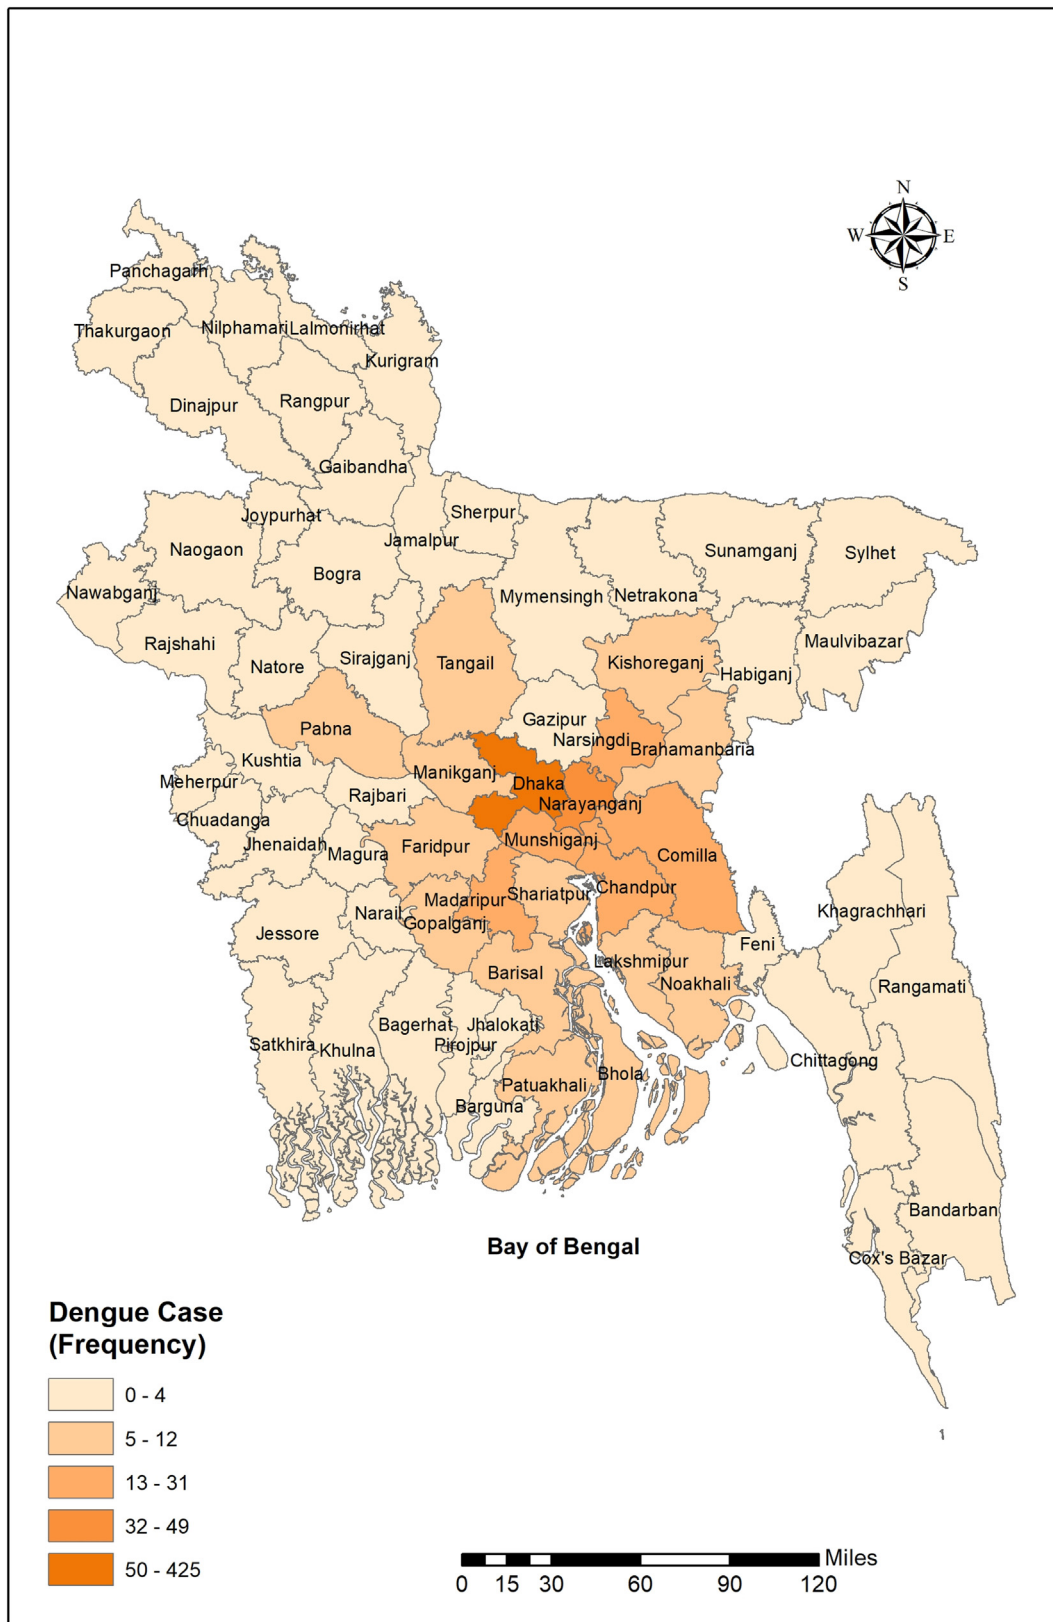 N
W E
S
Panchagarh
Thakurgaon
Nilphamari
Lalmonirhat
Kurigram
Dinajpur
Rangpur
Gaibandha
Joypurhat
Sherpur
Jamalpur
Naogaon
Bogra
Sunamganj
Sylhet
Nawabganj
Mymensingh
Netrakona
Rajshahi
Natore
Sirajganj
Tangail
Kishoreganj
Habiganj
Maulvibazar
Pabna
Gazipur
Narsingdi
Brahamanbaria
Kushtia
Meherpur
Manikganj
Dhaka
Rajbari
Narayanganj
Chuadanga
Jhenaidah
Magura
Faridpur
Munshiganj
Comilla
Madaripur
Shariatpur
Chandpur
Narail
Gopalganj
Jessore
Khagrachhari
Feni
Lakshmipur
Barisal
Noakhali
Rangamati
Bagerhat
Jhalokati
Pirojpur
Satkhira
Khulna
Chittagong
Patuakhali
Bhola
Barguna
Bandarban
Bay of Bengal
Cox's Bazar
Dengue Case
(Frequency)
0 - 4
5 - 12
13 - 31
32 - 49
50 - 425
Miles
0 15 30 60 90 120